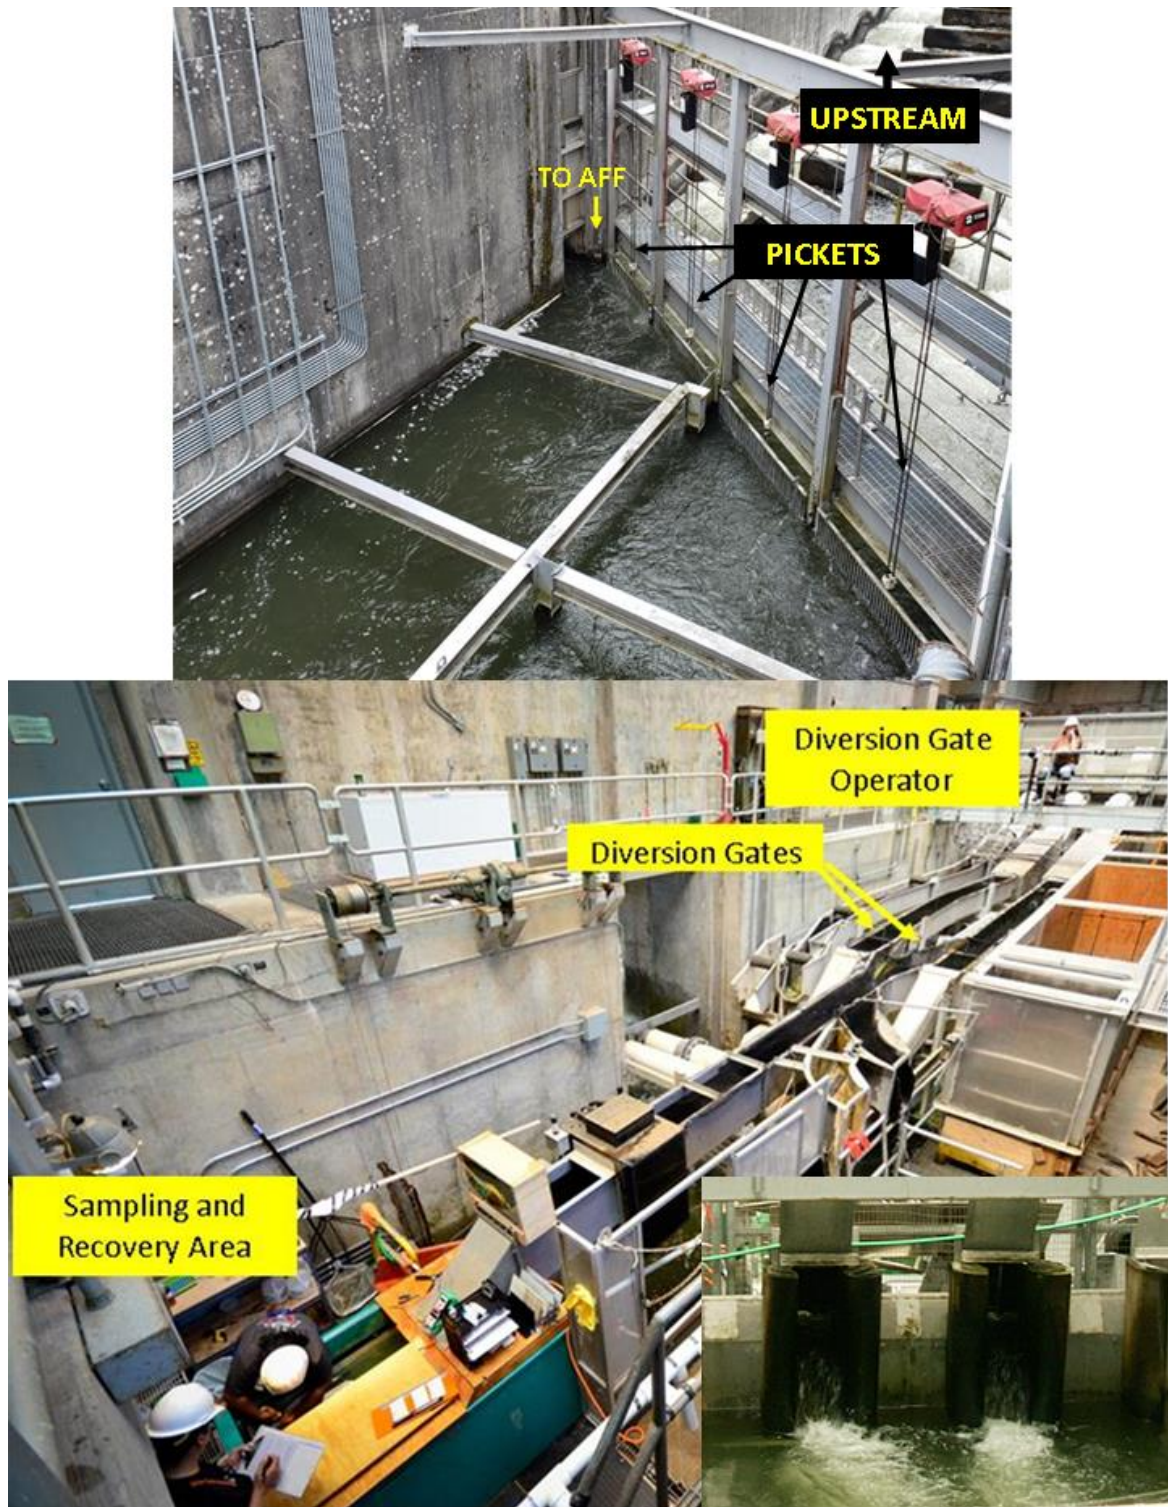 UPSTREAM
TO AFF
PICKETS
Diversion Gate
Operator
Diversion Gates
Sampling and
Recovery Area